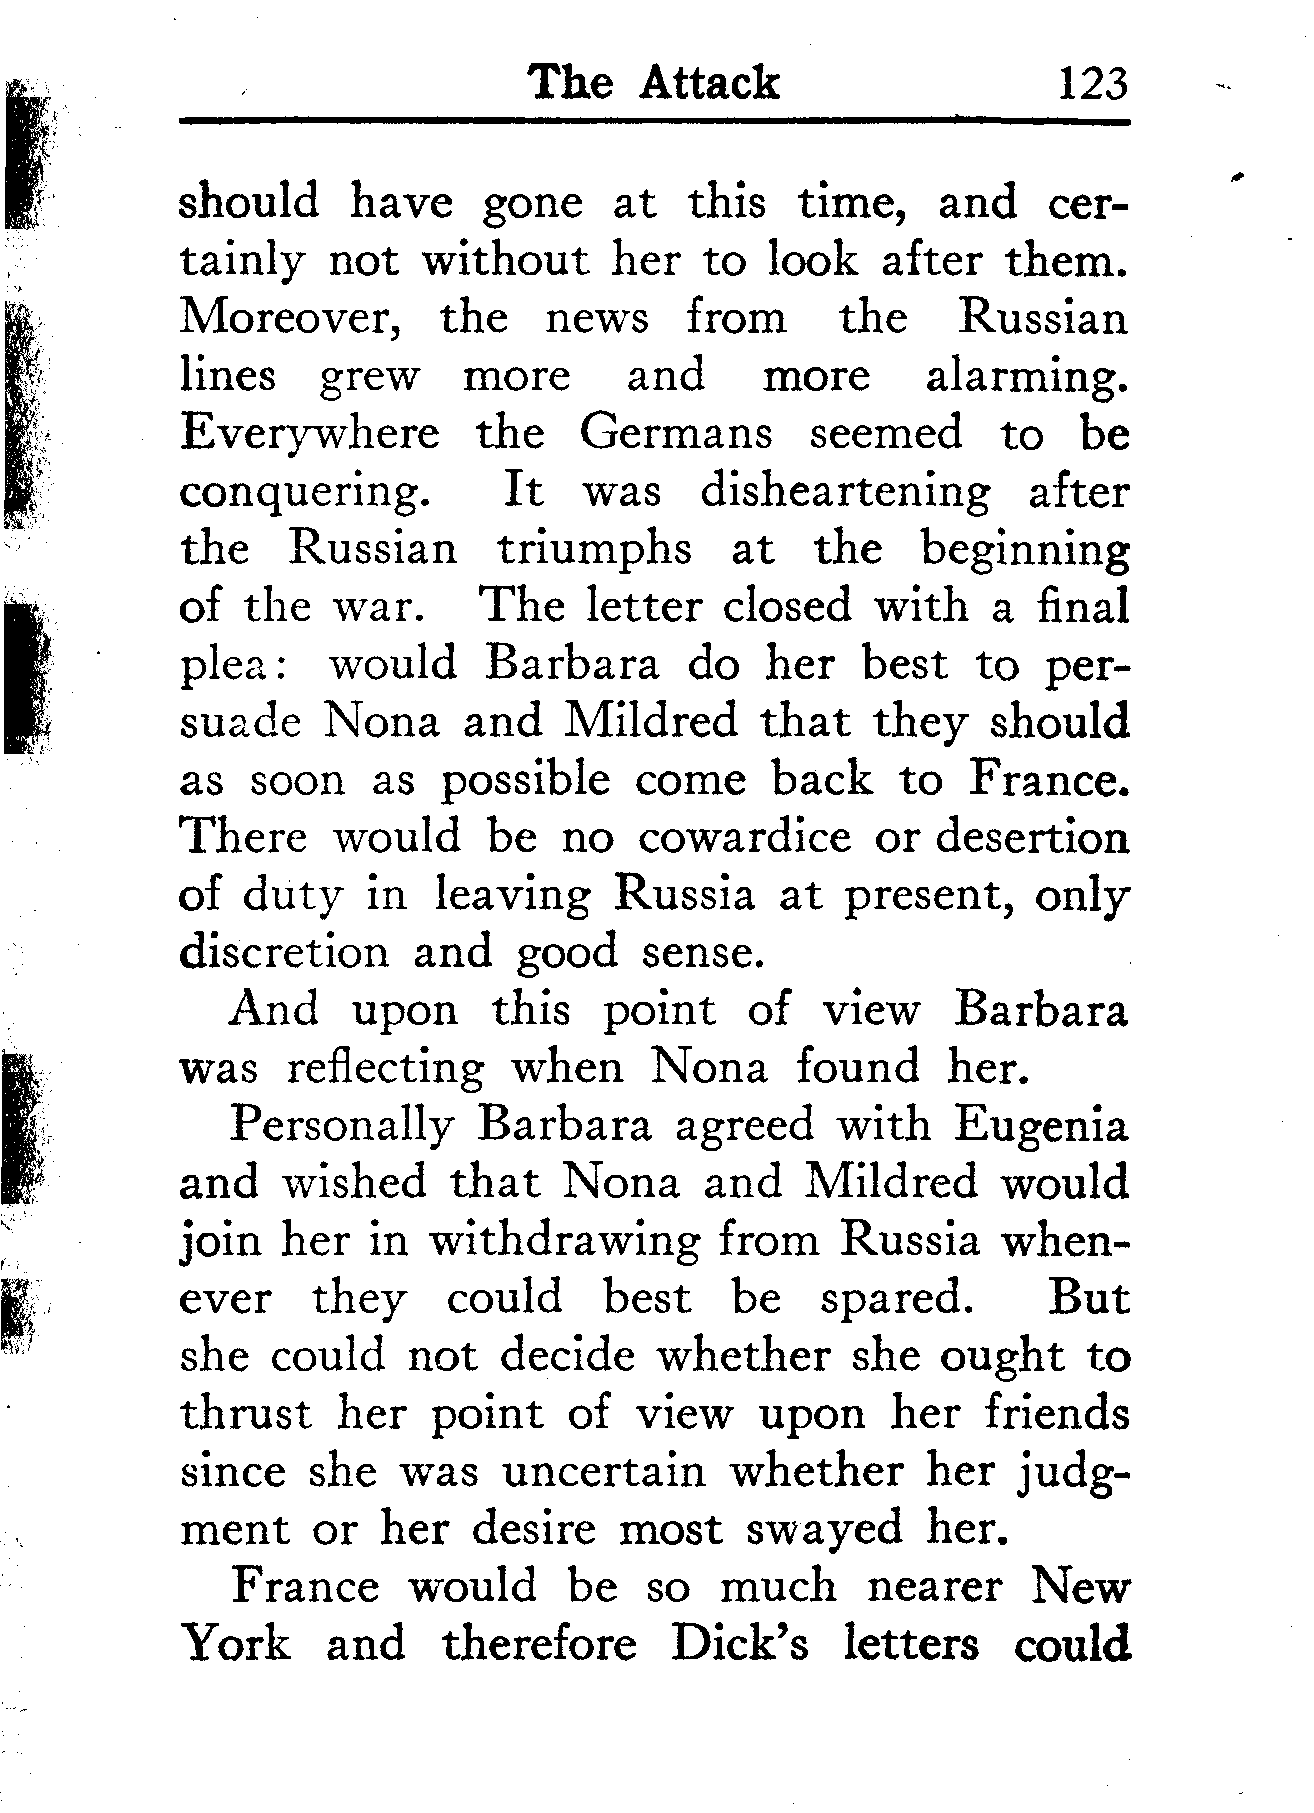 The Attack 123
should have gone at this time, and cer-
tainly not without her to look after them.
Moreover, the news from the Russian
lines grew more and more alarming.
Everywhere the Germans seemed to be
conquering. It was disheartening after
the Russian triumphs at the beginning
of the war. The letter closed with a final
plea: would Barbara do her best to per-
suade Nona and Mildred that they should
as soon as possible come back to France.
There would be no cowardice or desertion
of duty in leaving Russia at present, only
discretion and good sense.
And upon this point of view Barbara
was reflecting when Nona found her.
Personally Barbara agreed with Eugenia
and wished that Nona and Mildred would
join her in withdrawing from Russia when-
ever they could best be spared. But
she could not decide whether she ought to
thrust her point of view upon her friends
since she was uncertain whether her judg-
ment or her desire most swayed her.
France would be so much nearer New
York and therefore Dick's letters could